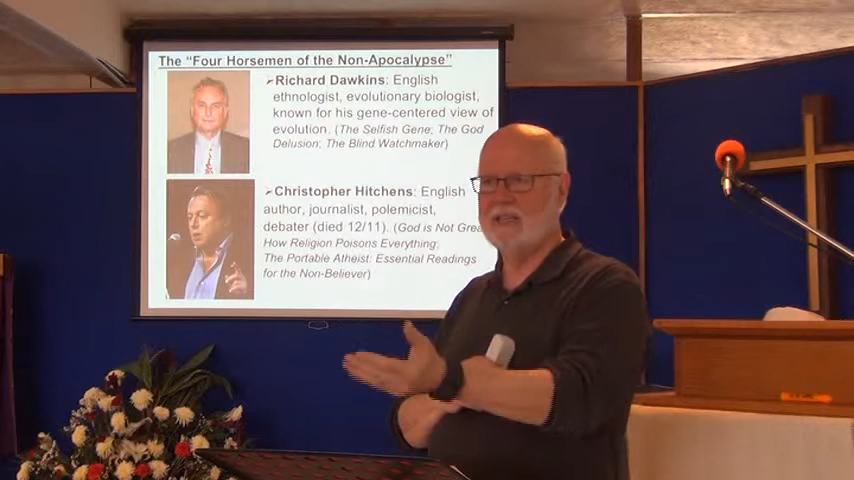 The "Four Horsemen of the Non-Apocalypse"
➢Richard Dawkins: English
ethnologist, evolutionary biologist,
known for his gene-centered view of
evolution. (The Selfish Gene; The God
Delusion; The Blind Watchmaker)
➢Christopher Hitchens: English
author, journalist, polemicist,
debater (died 12/11). (God is Not
How Religion Poisons Everything;
The Portable Atheist: Essential Readings
for the Non-Believer)